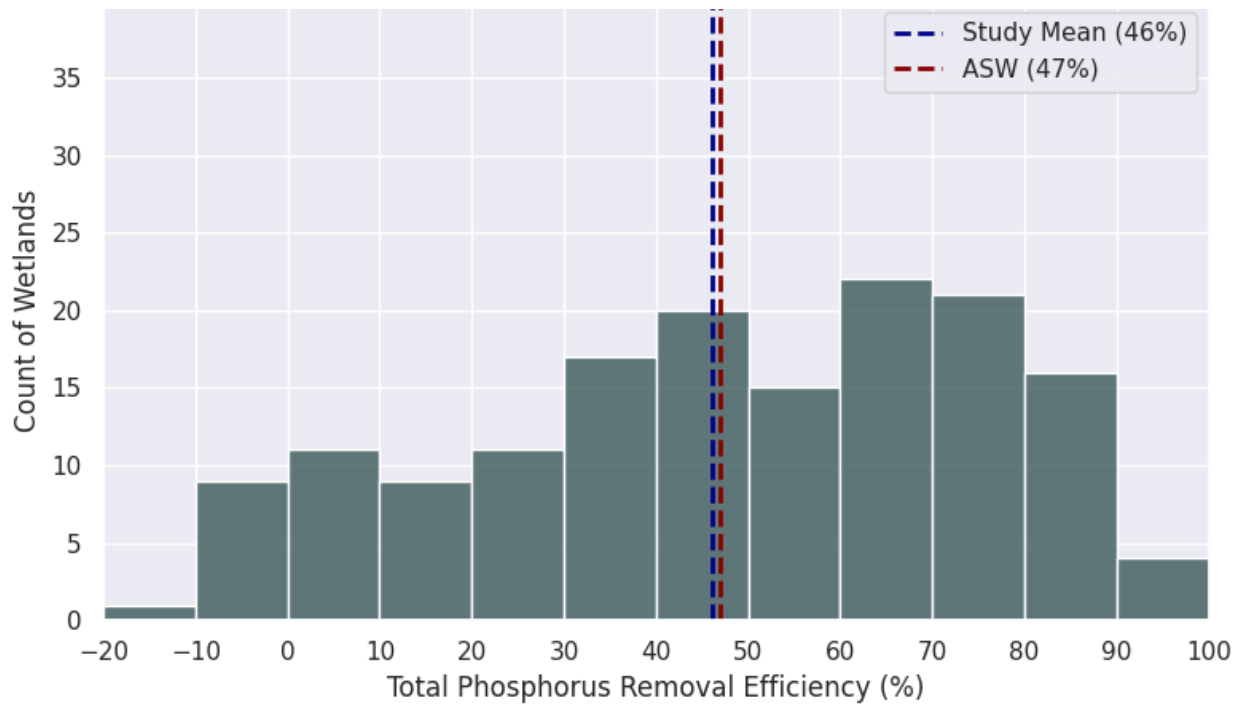 Study Mean (46%)
ASW (47%)
35
30
25
20
15
10
5
0
Count of Wetlands
−20 −10 0 10 20 30 40 50 60 70 80 90 100
Total Phosphorus Removal Efficiency (%)